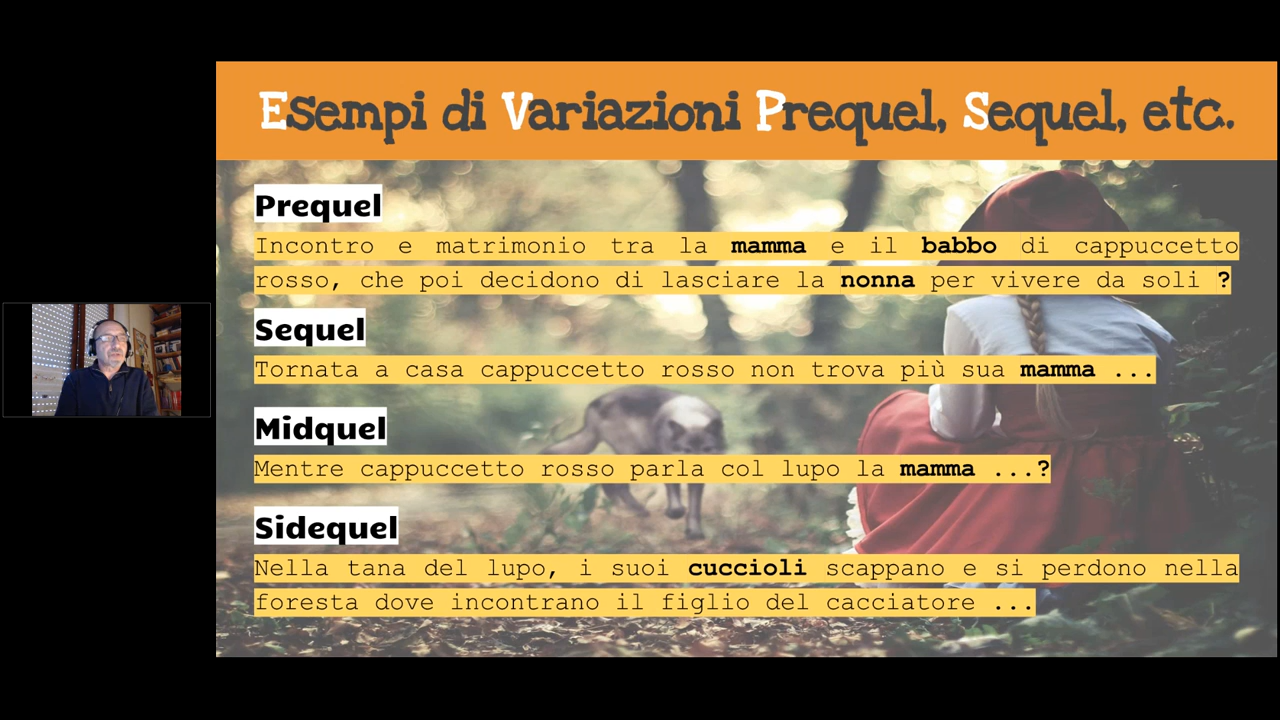 Esempi di Variazioni Prequel, Sequel, etc.
Prequel
Incontro e matrimonio tra la mamma e il babbo di cappuccetto
rosso, che poi decidono di lasciare la nonna per vivere da soli ?
Sequel
Tornata a casa cappuccetto rosso non trova più sua mamma ...
Midquel
Mentre cappuccetto rosso parla col lupo la mamma ...?
Sidequel
Nella tana del lupo, i suoi cuccioli scappano e si perdono nella
foresta dove incontrano il figlio del cacciatore ...